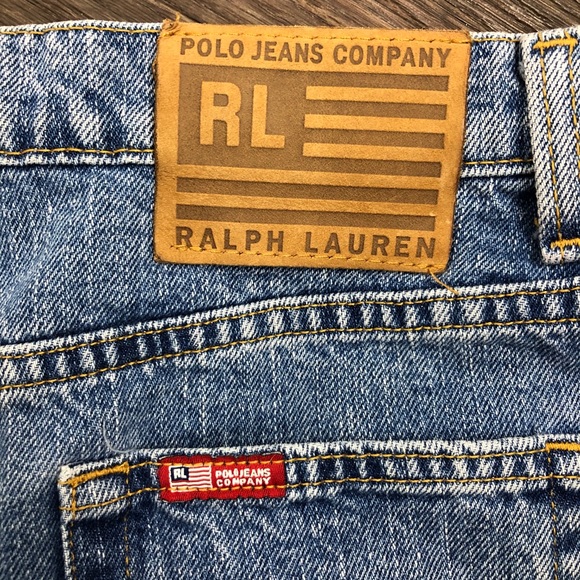 POLO JEANS COMPANY
RL
RALPH LAUREN
RL
POLO JEANS
COMPANY